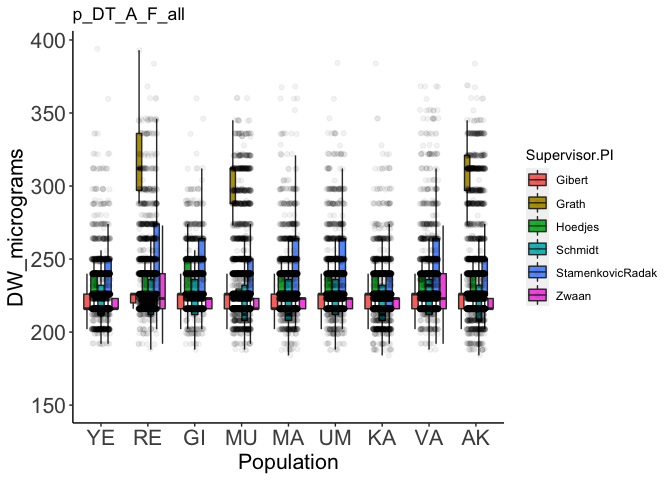 p_DT_A_F_all
400
350
300
250
200
150
DW_micrograms
YE RE GI MU MA UM KA VA AK
Population
Supervisor.PI
Gibert
Grath
Hoedjes
Schmidt
StamenkovicRadak
Zwaan